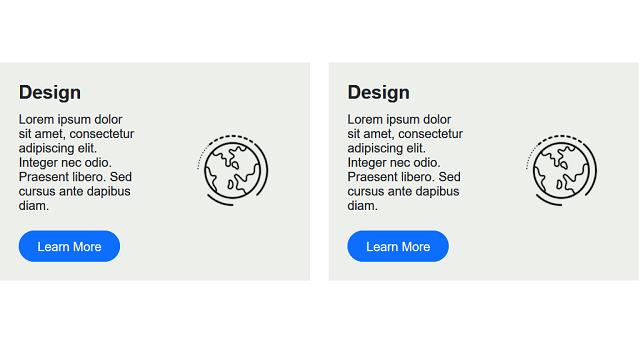 Design
Lorem ipsum dolor
sit amet, consectetur
adipiscing elit.
Integer nec odio.
Praesent libero. Sed
cursus ante dapibus
diam.
Learn More
Design
Lorem ipsum dolor
sit amet, consectetur
adipiscing elit.
Integer nec odio.
Praesent libero. Sed
cursus ante dapibus
diam.
Learn More